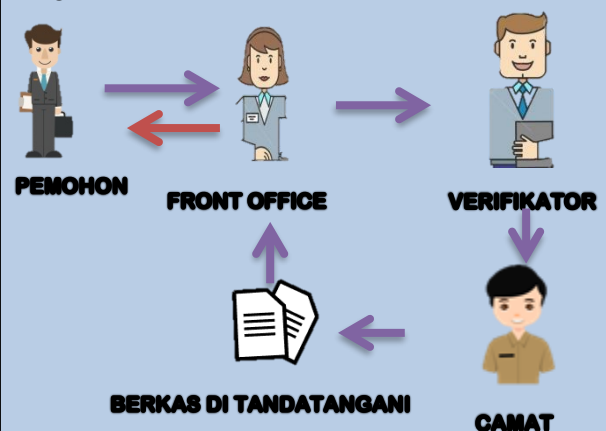 PEMOHON
FRONT OFFICE
VERIFIKATOR
BERKAS DI TANDATANGANI
CAMAT